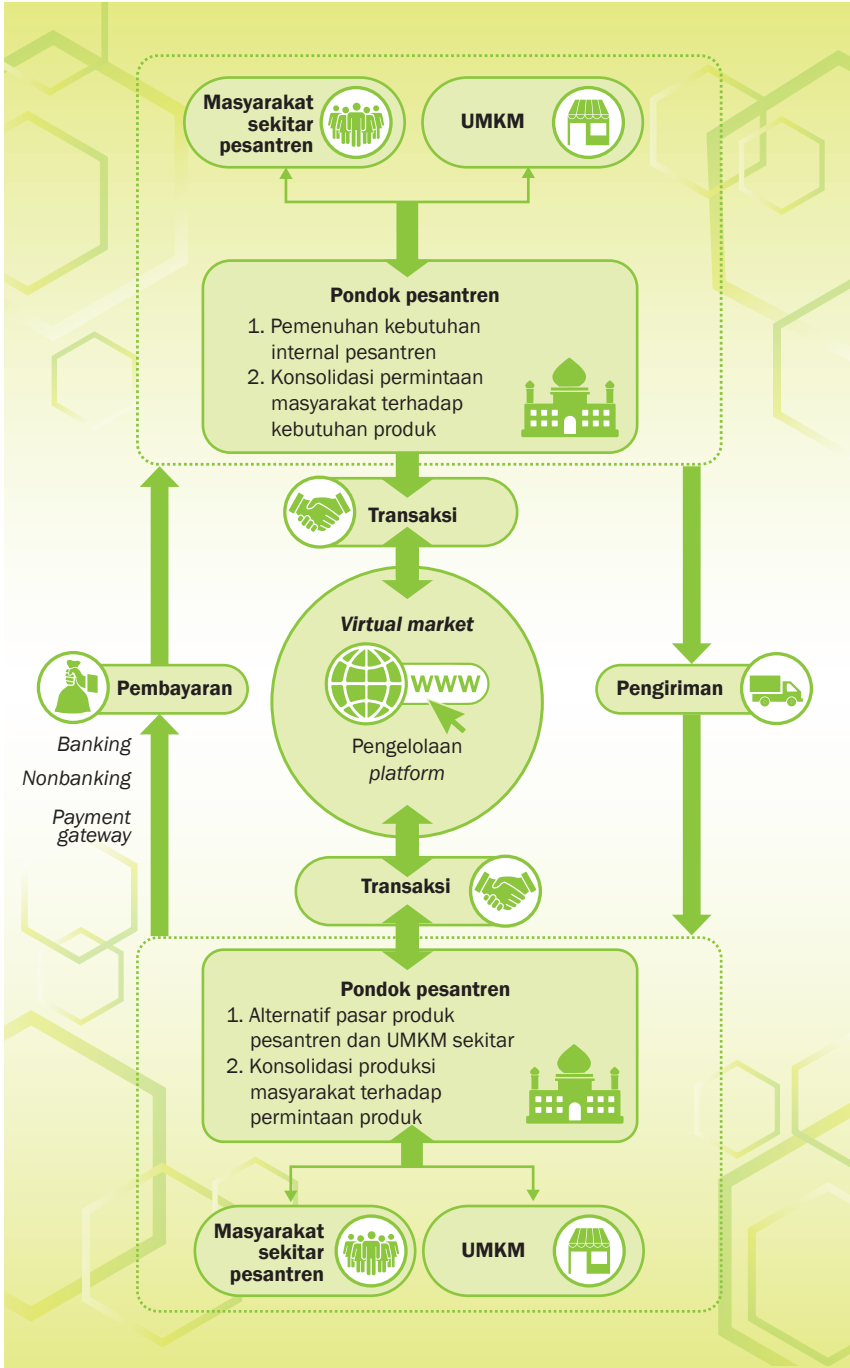 Masyarakat
sekitar
pesantren
UMKM
Pondok pesantren
1. Pemenuhan kebutuhan
internal pesantren
2. Konsolidasi permintaan
masyarakat terhadap
kebutuhan produk
Transaksi
Virtual market
WWW
Pengelolaan
platform
Pembayaran
Banking
Nonbanking
Payment
gateway
Pengiriman
Transaksi
Pondok pesantren
1. Alternatif pasar produk
pesantren dan UMKM sekitar
2. Konsolidasi produksi
masyarakat terhadap
permintaan produk
Masyarakat
sekitar
pesantren
UMKM